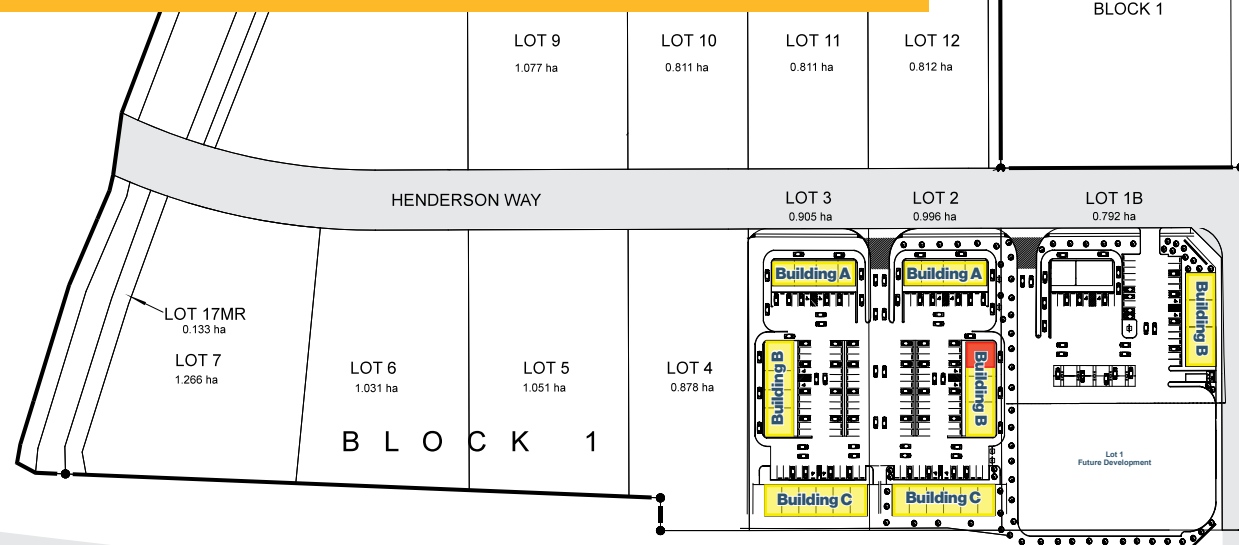 BLOCK 1
LOT 9
1.077 ha
LOT 10
0.811 ha
LOT 11
0.811 ha
LOT 12
0.812 ha
HENDERSON WAY
LOT 3
0.905 ha
LOT 2
0.996 ha
LOT 1B
0.792 ha
Building A
Building A
Building B
LOT 17MR
0.133 ha
LOT 7
1.266 ha
LOT 6
1.031 ha
LOT 5
1.051 ha
LOT 4
0.878 ha
Building B
Building B
BLOCK 1
Lot 1
Future Development
Building C
Building C